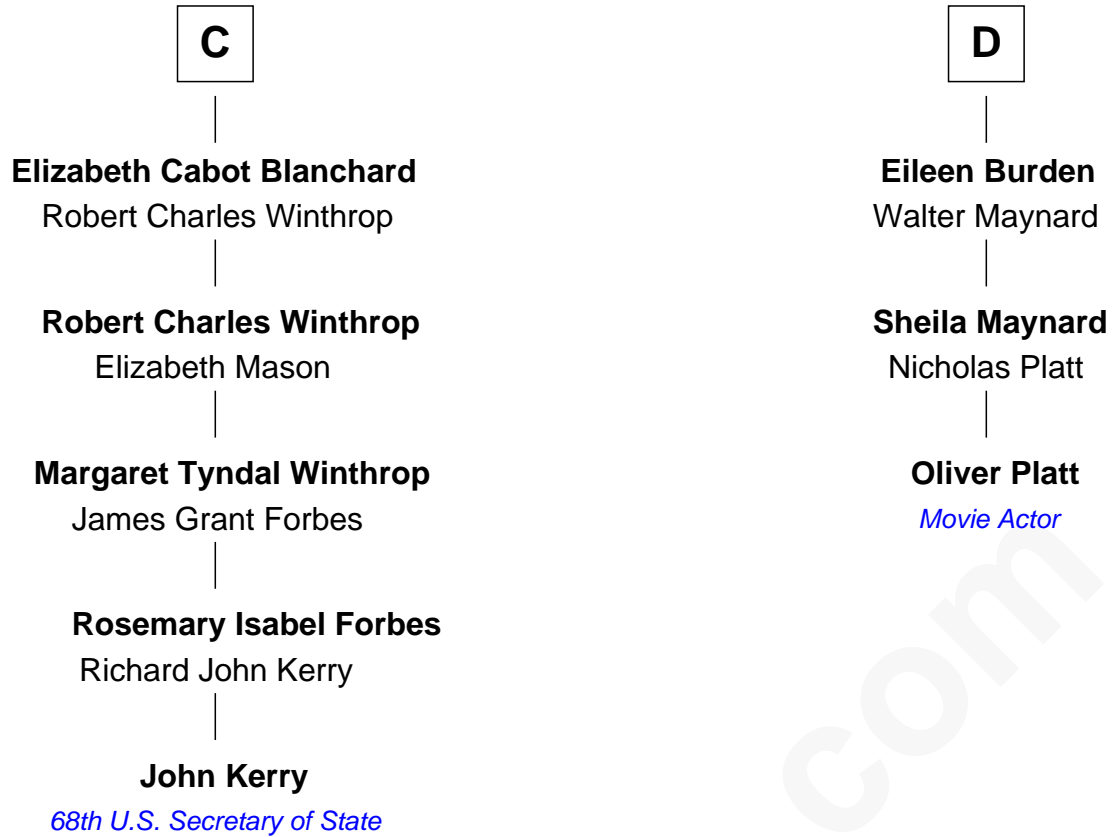 C
Elizabeth Cabot Blanchard
Robert Charles Winthrop
Robert Charles Winthrop
Elizabeth Mason
Margaret Tyndal Winthrop
James Grant Forbes
Rosemary Isabel Forbes
Richard John Kerry
John Kerry
68th U.S. Secretary of State
D
Eileen Burden
Walter Maynard
Sheila Maynard
Nicholas Platt
Oliver Platt
Movie Actor
com